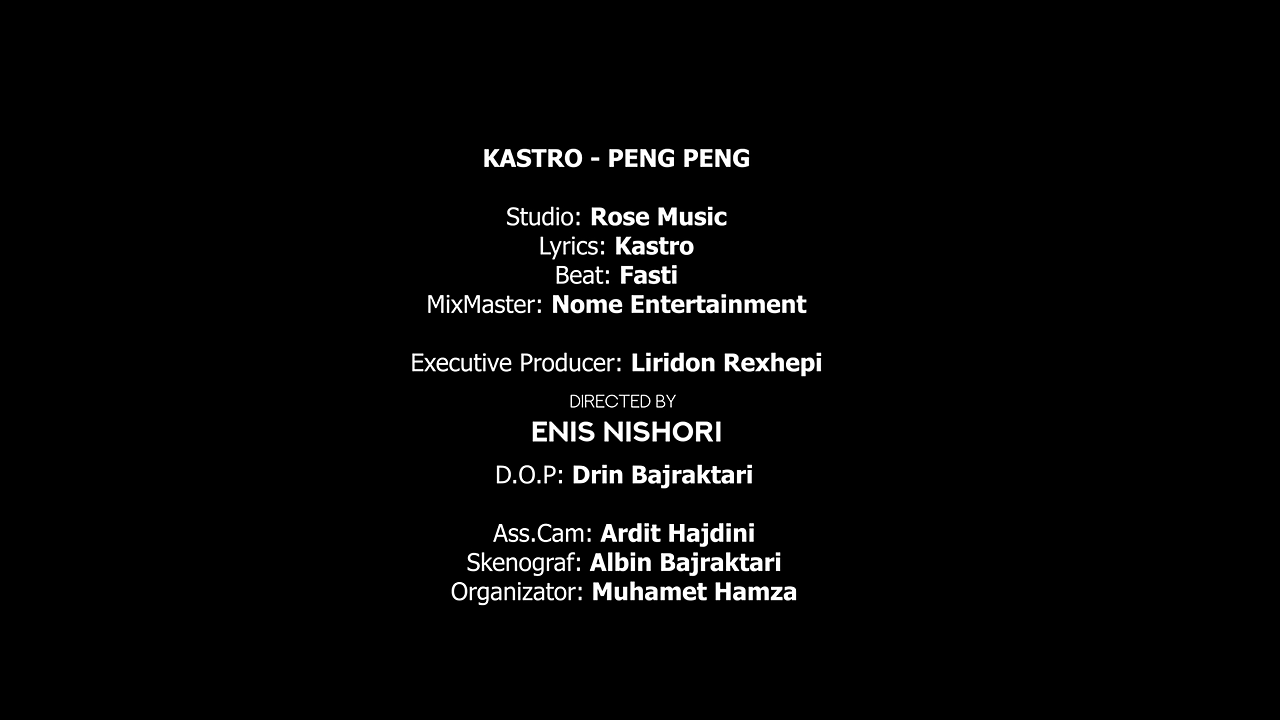 KASTRO - PENG PENG
Studio: Rose Music
Lyrics: Kastro
Beat: Fasti
MixMaster: Nome Entertainment
Executive Producer: Liridon Rexhepi
DIRECTED BY
ENIS NISHORI
D.O.P: Drin Bajraktari
Ass.Cam: Ardit Hajdini
Skenograf: Albin Bajraktari
Organizator: Muhamet Hamza